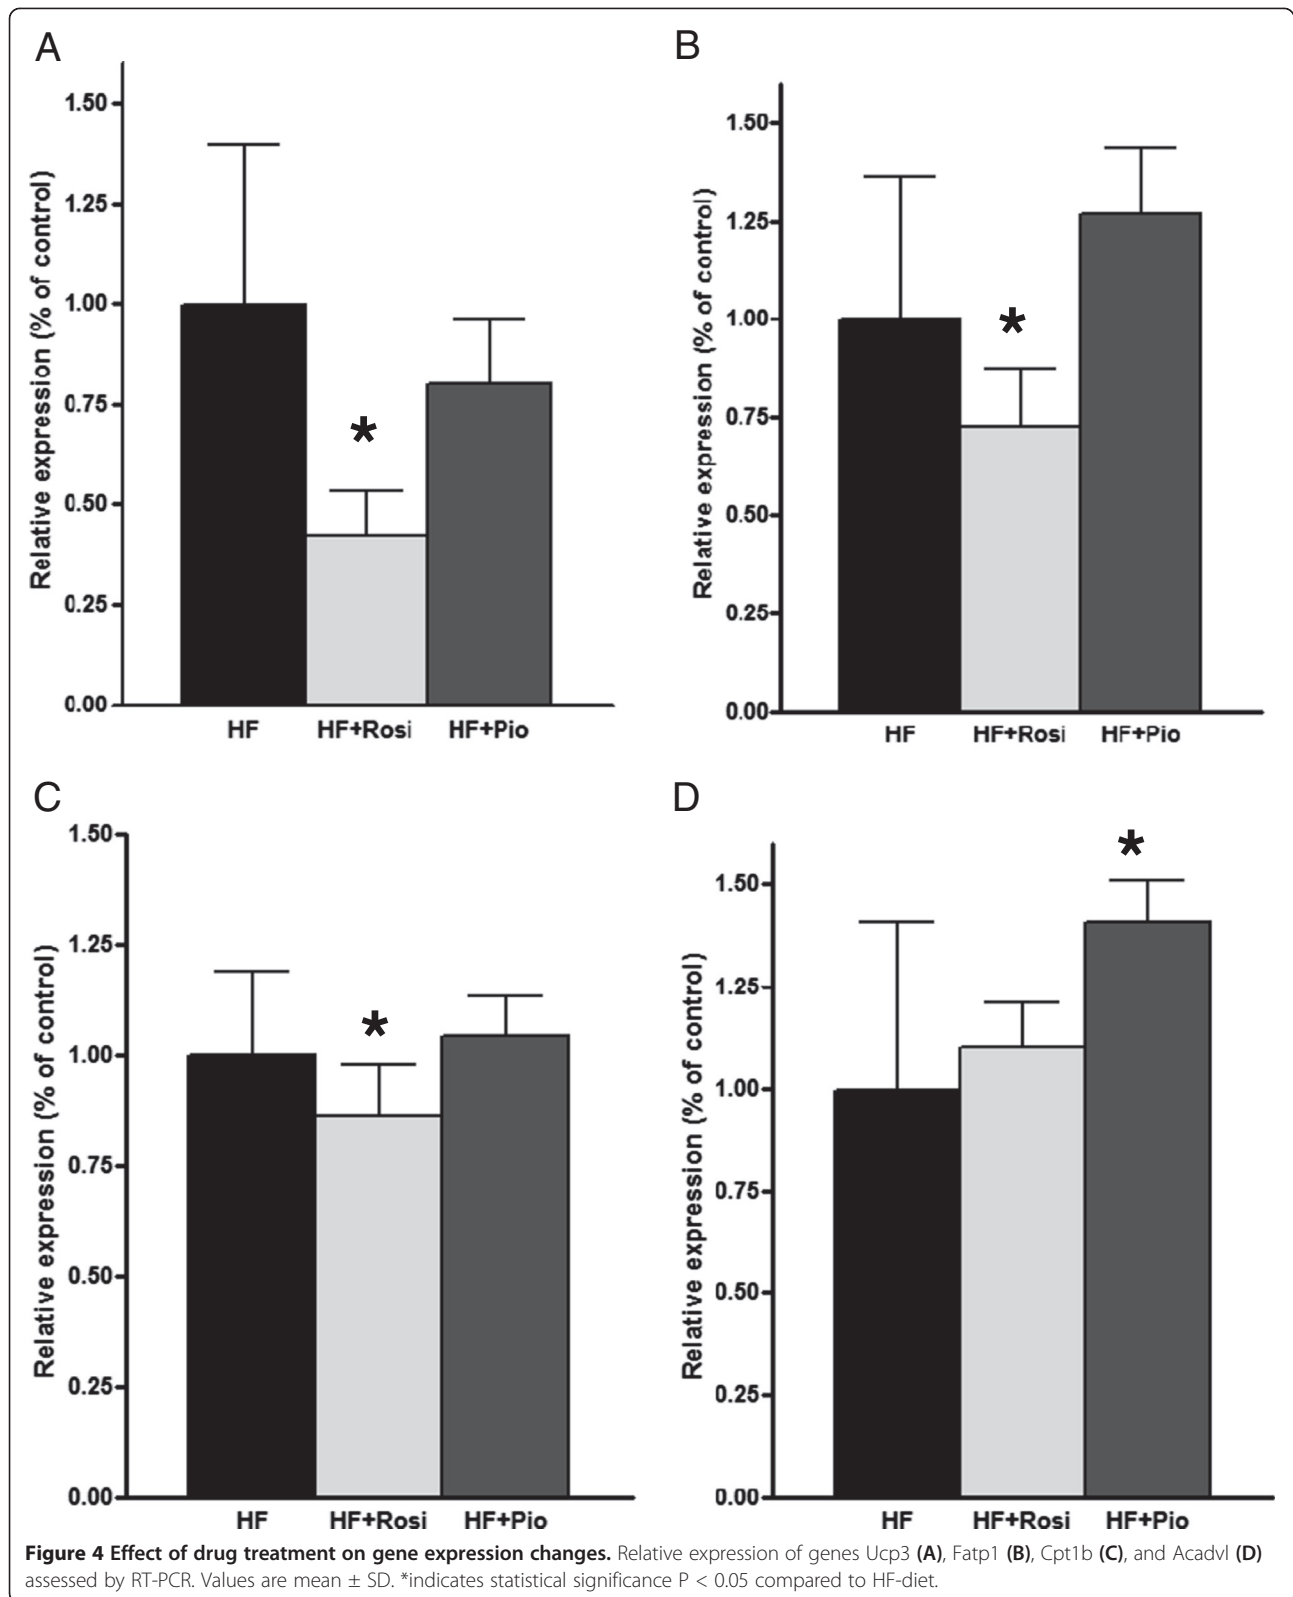 A
Relative expression (% of control)
1.50
1.25
1.00
0.75
0.50
0.25
0.00
*
HF HF+Rosi HF+Pio
B
Relative expression (% of control)
1.50
1.25
1.00
0.75
0.50
0.25
0.00
*
HF HF+Rosi HF+Pio
C
Relative expression (% of control)
1.50
1.25
1.00
0.75
0.50
0.25
0.00
*
HF HF+Rosi HF+Pio
D
Relative expression (% of control)
1.50
1.25
1.00
0.75
0.50
0.25
0.00
*
HF HF+Rosi HF+Pio
Figure 4 Effect of drug treatment on gene expression changes. Relative expression of genes Ucp3 (A), Fatp1 (B), Cpt1b (C), and Acadvl (D)
assessed by RT-PCR. Values are mean ± SD. *indicates statistical significance P < 0.05 compared to HF-diet.